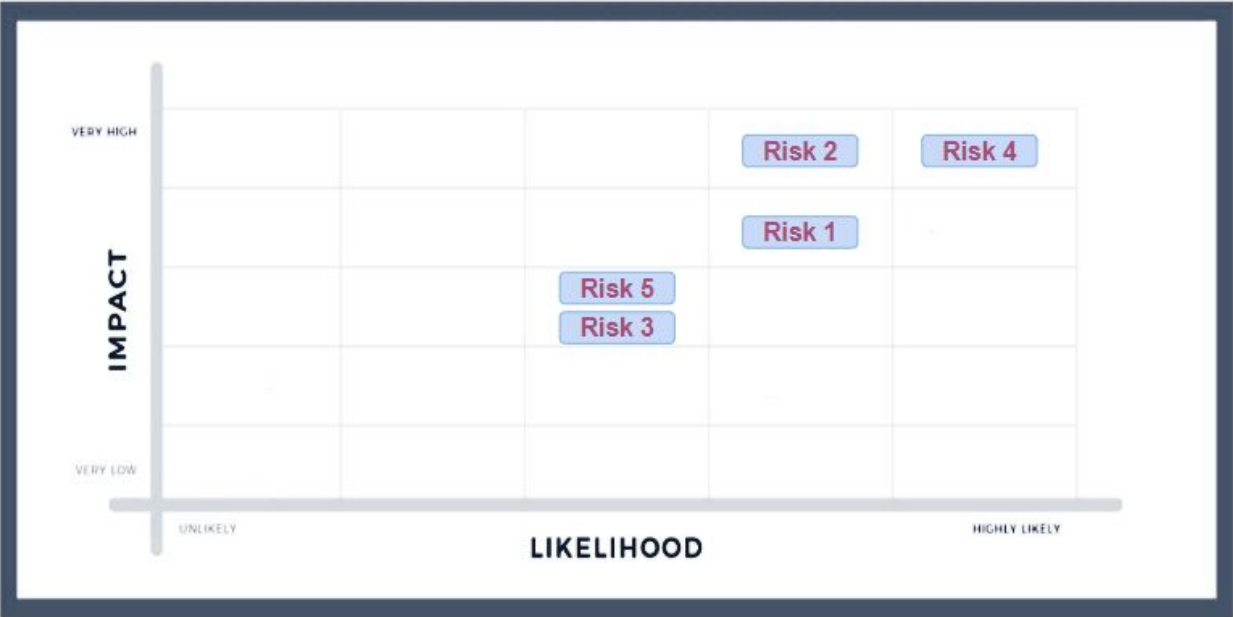 VERY HIGH
Risk 2
Risk 4
Risk 1
IMPACT
Risk 5
Risk 3
VERY LOW
UNLIKELY
HIGHLY LIKELY
LIKELIHOOD